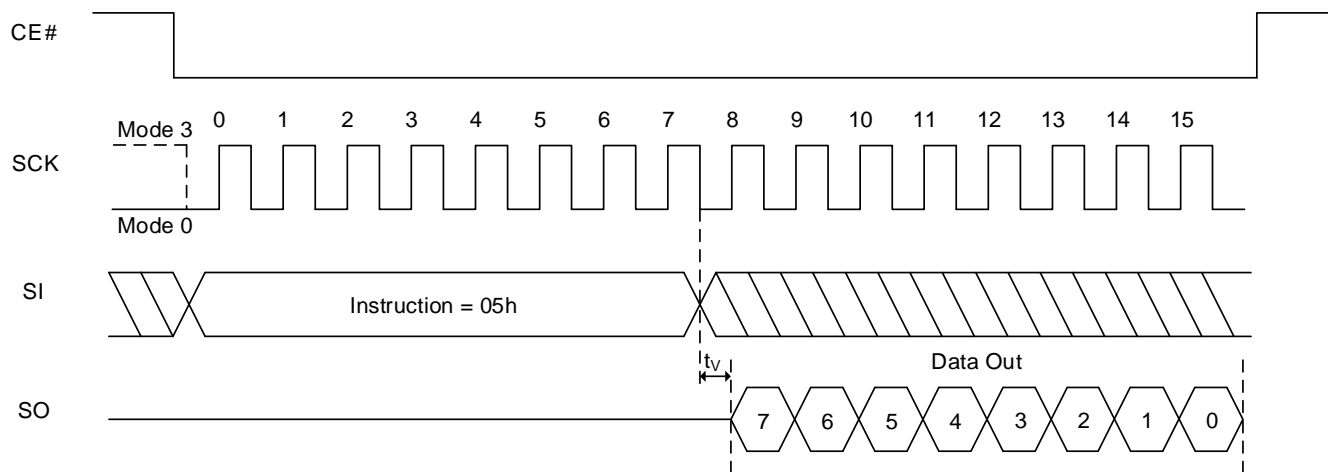 CE#
0 1 2 3 4 5 6 7 8 9 10 11 12 13 14 15
Mode 3
SCK
Mode 0
SI
Instruction = 05h
tV
Data Out
SO
7 6 5 4 3 2 1 0